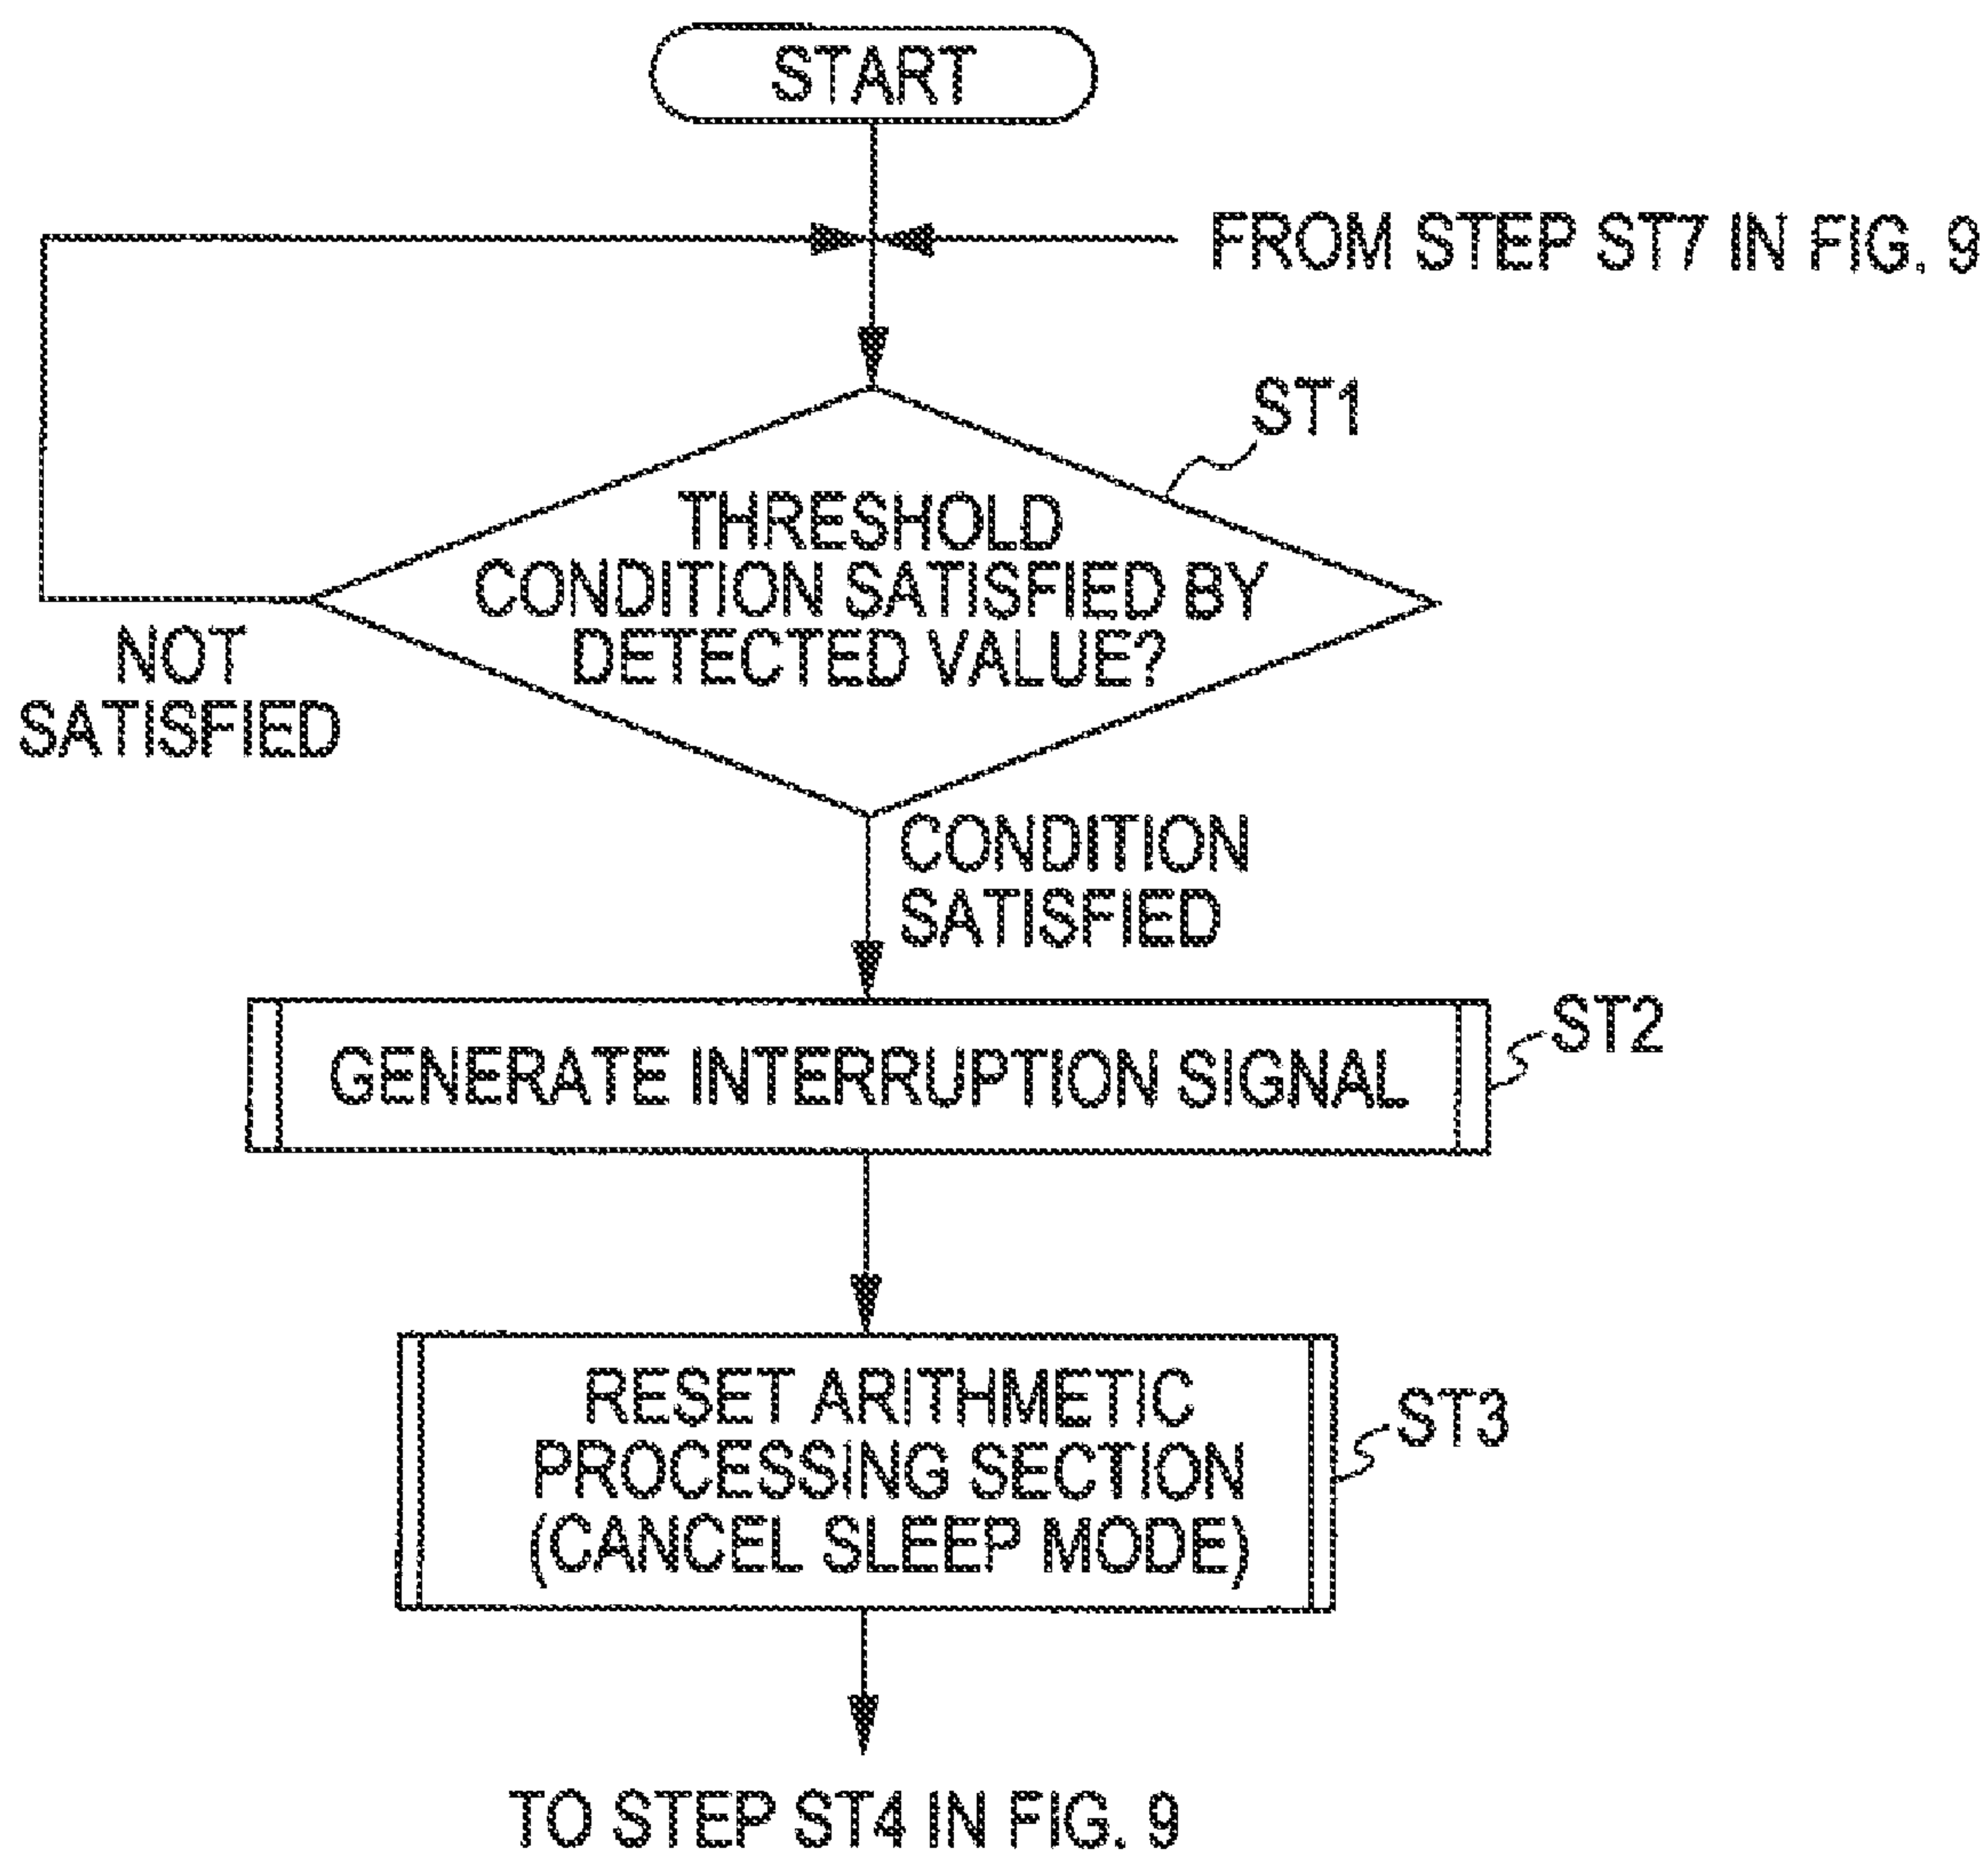 START
FROM STEP ST7 IN FIG. 9
ST1
THRESHOLD
CONDITION SATISFIED BY
DETECTED VALUE?
NOT
SATISFIED
CONDITION
SATISFIED
GENERATE INTERRUPTION SIGNAL
ST2
RESET ARITHMETIC
PROCESSING SECTION
(CANCEL SLEEP MODE)
ST3
TO STEP ST4 IN FIG. 9